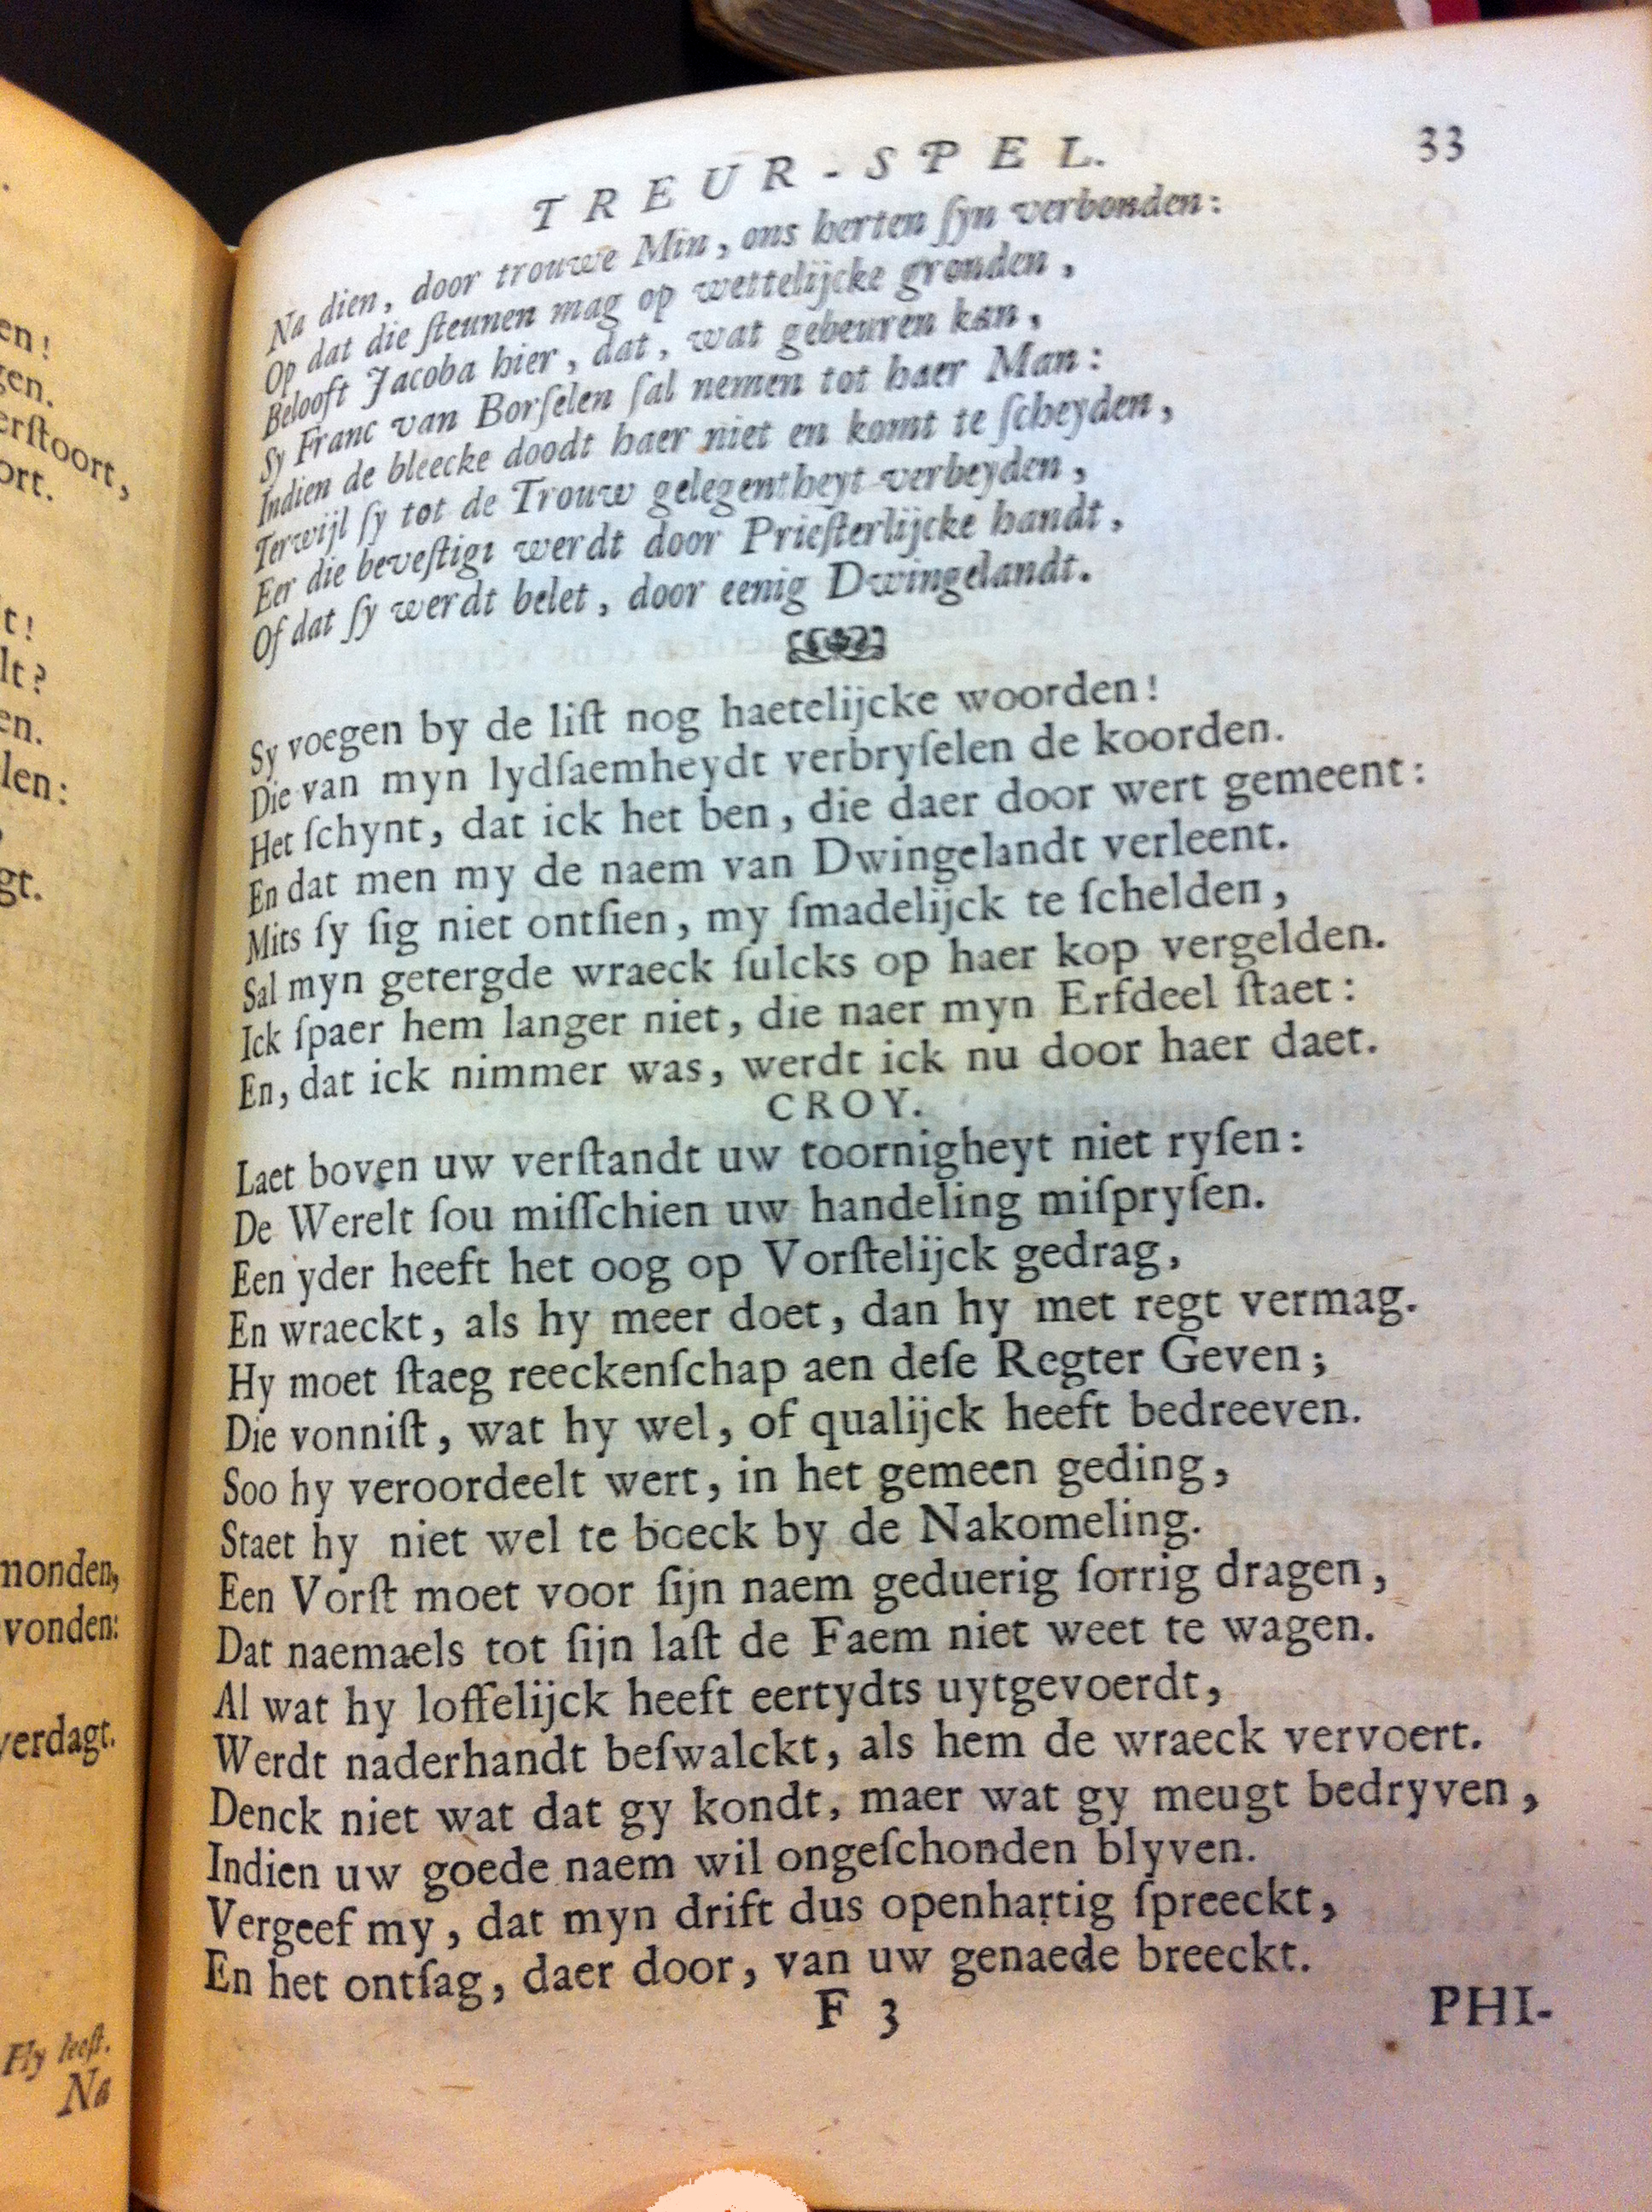 en!
gen.
erſtoort,
ort.
t!
lt?
en.
len:
gt.
monden,
vonden:
verdagt.
Hy leeſt.
Na
TREUR-SPEL. 33
Na dien, door trouwe Min, ons herten ſyn verbonden:
Op dat die ſteunen mag op wettelijcke gronden,
Belooft Jacoba hier, dat, wat gebeuren kan,
Sy Franc van Borſelen ſal nemen tot haer Man:
Indien de bleecke doodt haer niet en komt te ſcheyden,
Terwijl ſy tot de Trouw gelegentheyt verbeyden,
Eer die beveſtigt werdt door Prieſterlijcke handt,
Of dat ſy werdt belet, door eenig Dwingelandt.
Sy voegen by de liſt nog haetelijcke woorden!
Die van myn lydſaemheydt verbryſelen de koorden.
Het ſchynt, dat ick het ben, die daer door wert gemeent:
En dat men my de naem van Dwingelandt verleent.
Mits ſy ſig niet ontſien, my ſmadelijck te ſchelden,
Sal myn getergde wraeck ſulcks op haer kop vergelden.
Ick ſpaer hem langer niet, die naer myn Erfdeel ſtaet:
En, dat ick nimmer was, werdt ick nu door haer daet.
CROY.
Laet boven uw verſtandt uw toornigheyt niet ryſen:
De Werelt ſou miſſchien uw handeling miſpryſen.
Een yder heeft het oog op Vorſtelijck gedrag,
En wraeckt, als hy meer doet, dan hy met regt vermag.
Hy moet ſtaeg reeckenſchap aen deſe Regter Geven;
Die vonniſt, wat hy wel, of qualijck heeft bedreeven.
Soo hy veroordeelt wert, in het gemeen geding,
Staet hy niet wel te boeck by de Nakomeling.
Een Vorſt moet voor ſijn naem geduerig ſorrig dragen,
Dat naemaels tot ſijn laſt de Faem niet weet te wagen.
Al wat hy loffelijck heeft eertydts uytgevoerdt,
Werdt naderhandt beſwalckt, als hem de wraeck vervoert.
Denck niet wat dat gy kondt, maer wat gy meugt bedryven,
Indien uw goede naem wil ongeſchonden blyven.
Vergeef my, dat myn drift dus openhartig ſpreeckt,
En het ontſag, daer door, van uw genaede breeckt.
F 3 PHI-